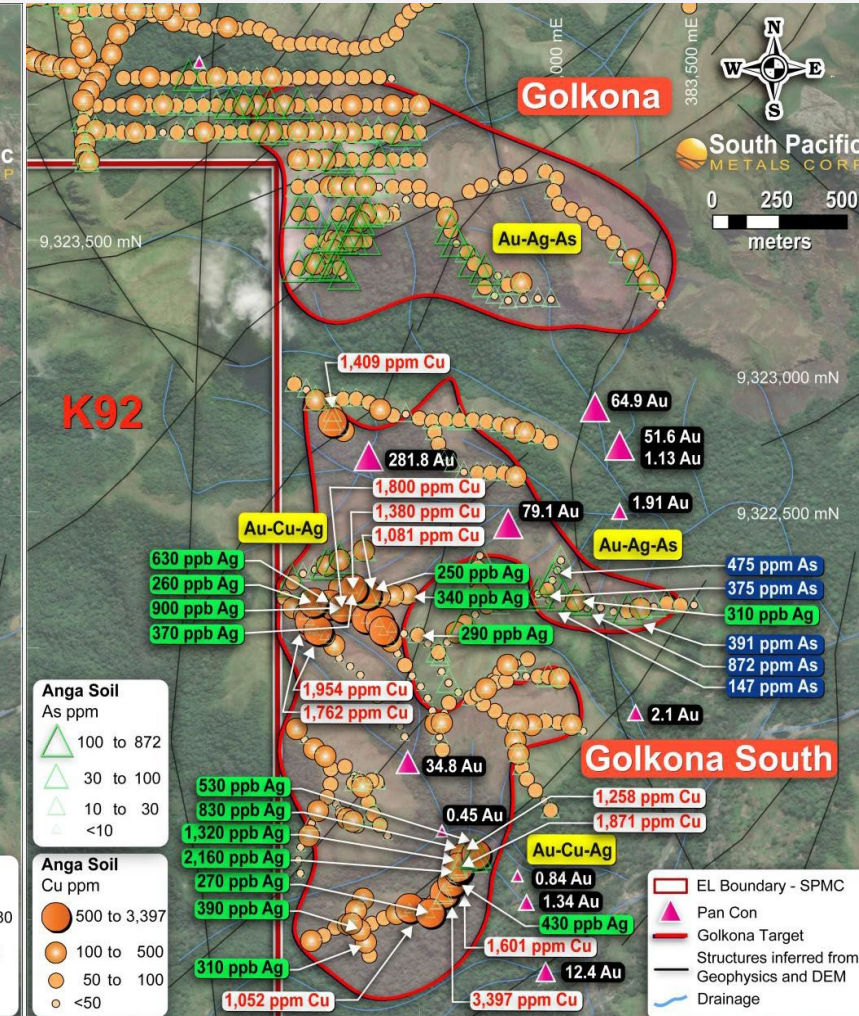 C
P
30
Golkona
000 mE
383,500 mE
N
W
E
S
South Pacific
METALS CORP
0 250 500
meters
9,323,500 mN
Au-Ag-As
1,409 ppm Cu
9,323,000 mN
K92
64.9 Au
51.6 Au
1.13 Au
281.8 Au
1,800 ppm Cu
1,380 ppm Cu
1,081 ppm Cu
79.1 Au
1.91 Au
9,322,500 mN
Au-Cu-Ag
Au-Ag-As
630 ppb Ag
260 ppb Ag
900 ppb Ag
370 ppb Ag
250 ppb Ag
340 ppb Ag
290 ppb Ag
475 ppm As
375 ppm As
310 ppb Ag
391 ppm As
872 ppm As
147 ppm As
1,954 ppm Cu
1,762 ppm Cu
2.1 Au
34.8 Au
Golkona South
530 ppb Ag
830 ppb Ag
1,320 ppb Ag
2,160 ppb Ag
270 ppb Ag
390 ppb Ag
310 ppb Ag
0.45 Au
1,258 ppm Cu
1,871 ppm Cu
Au-Cu-Ag
0.84 Au
1.34 Au
430 ppb Ag
1,601 ppm Cu
12.4 Au
1,052 ppm Cu
3,397 ppm Cu
Anga Soil
As ppm
100 to 872
30 to 100
10 to 30
<10
Anga Soil
Cu ppm
500 to 3,397
100 to 500
50 to 100
<50
EL Boundary - SPMC
Pan Con
Golkona Target
Structures inferred from
Geophysics and DEM
Drainage